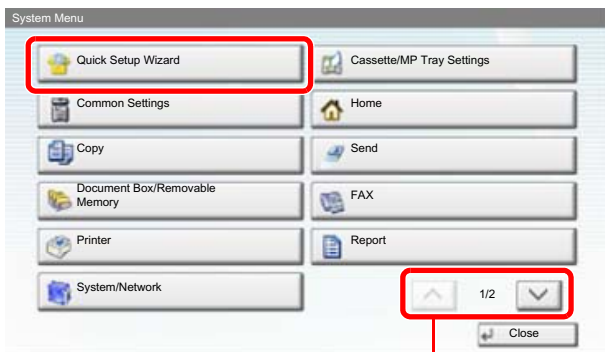 System Menu
Quick Setup Wizard
Cassette/MP Tray Settings
Common Settings
Home
Copy
Send
Document Box/Removable
Memory
FAX
Printer
Report
System/Network
1/2
Close